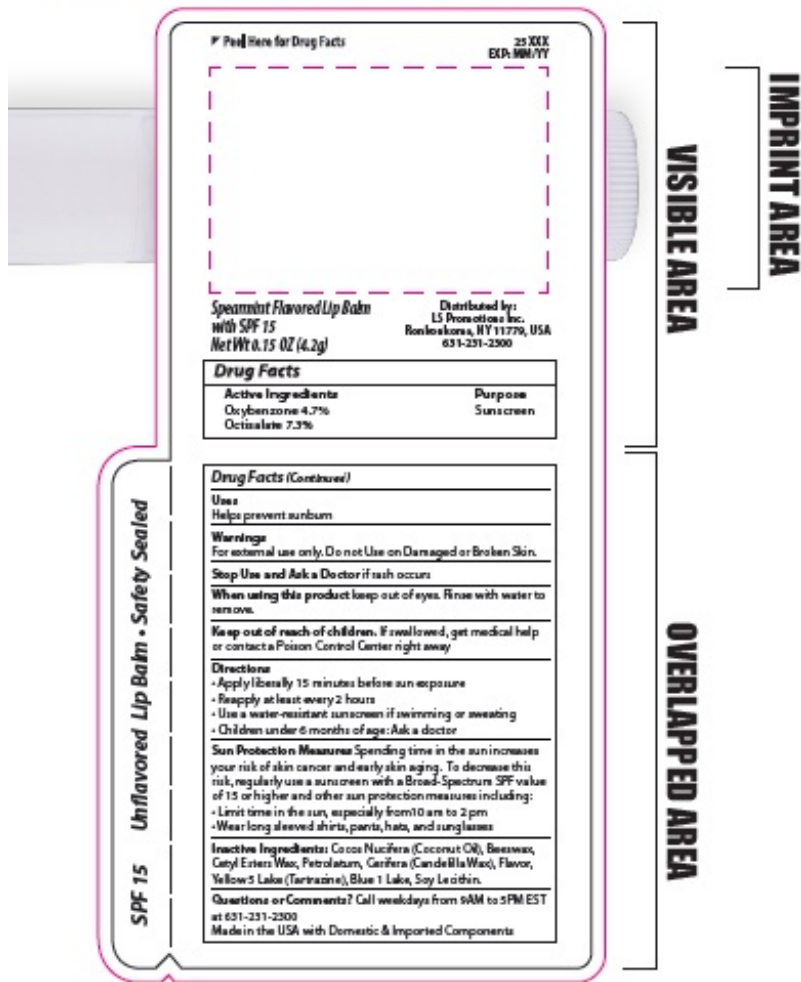 Peel Here for Drug Facts
25XXX
EXP: MM/YY
Spearmint Flavored Lip Balm
with SPF 15
Net Wt 0.15 OZ (4.2g)
Distributed by:
LS Promotions Inc.
Ronkonkoma, NY 11779, USA
631-231-2300
Drug Facts
Active Ingredients Purpose
Oxybenzone 4.7% Sunscreen
Octisalate 7.3%
Drug Facts (Continued)
Uses
Helps prevent sunburn
Warnings
For external use only. Do not Use on Damaged or Broken Skin.
Stop Use and Ask a Doctor if rash occurs
When using this product keep out of eyes. Rinse with water to
remove.
Keep out of reach of children. If swallowed, get medical help
or contact a Poison Control Center right away
Directions
• Apply liberally 15 minutes before sun exposure
• Reapply at least every 2 hours
• Use a water-resistant sunscreen if swimming or sweating
• Children under 6 months of age: Ask a doctor
Sun Protection Measures Spending time in the sun increases
your risk of skin cancer and early skin aging. To decrease this
risk, regularly use a sunscreen with a Broad-Spectrum SPF value
of 15 or higher and other sun protection measures including:
• Limit time in the sun, especially from 10 am to 2 pm
• Wear long sleeved shirts, pants, hats, and sunglasses
Inactive Ingredients: Cocos Nucifera (Coconut Oil), Beeswax,
Cetyl Esters Wax, Petrolatum, Cerifera (Candelilla Wax), Flavor,
Yellow 5 Lake (Tartrazine), Blue 1 Lake, Soy Lecithin.
Questions or Comments? Call weekdays from 9AM to 5PM EST
at 631-231-2300
Made in the USA with Domestic & Imported Components
SPF 15 Unflavored Lip Balm • Safety Sealed
VISIBLE AREA
IMPRINT AREA
OVERLAPPED AREA